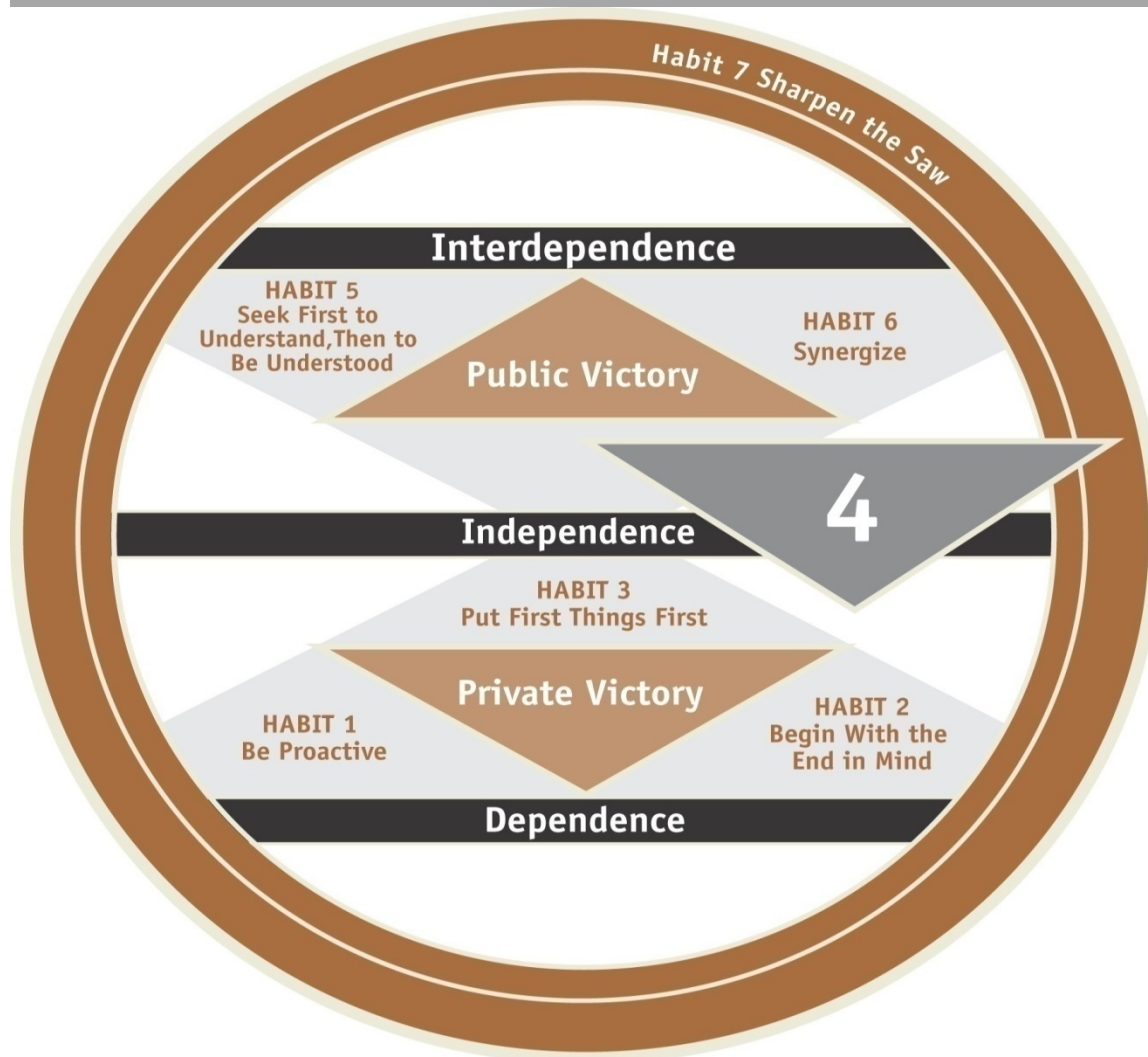 Habit 7 Sharpen the Saw
Interdependence
HABIT 5
Seek First to
Understand,Then to
Be Understood
Public Victory
HABIT 6
Synergize
4
Independence
HABIT 3
Put First Things First
Private Victory
HABIT 1
Be Proactive
HABIT 2
Begin With the
End in Mind
Dependence